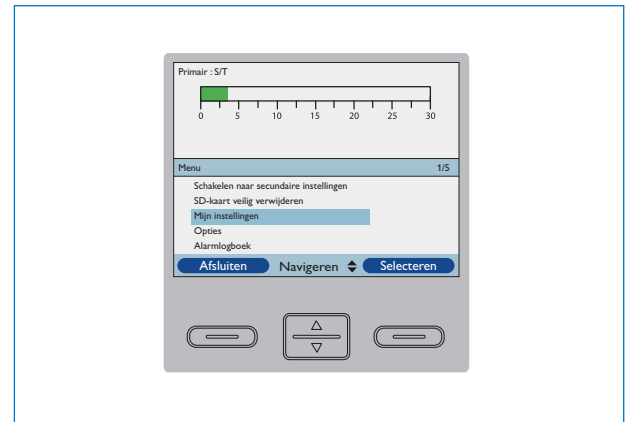 Primair : S/T
0 5 10 15 20 25 30
Menu 1/5
Schakelen naar secundaire instellingen
SD-kaart veilig verwijderen
Mijn instellingen
Opties
Alarmlogboek
Afsluiten Navigeren Selecteren